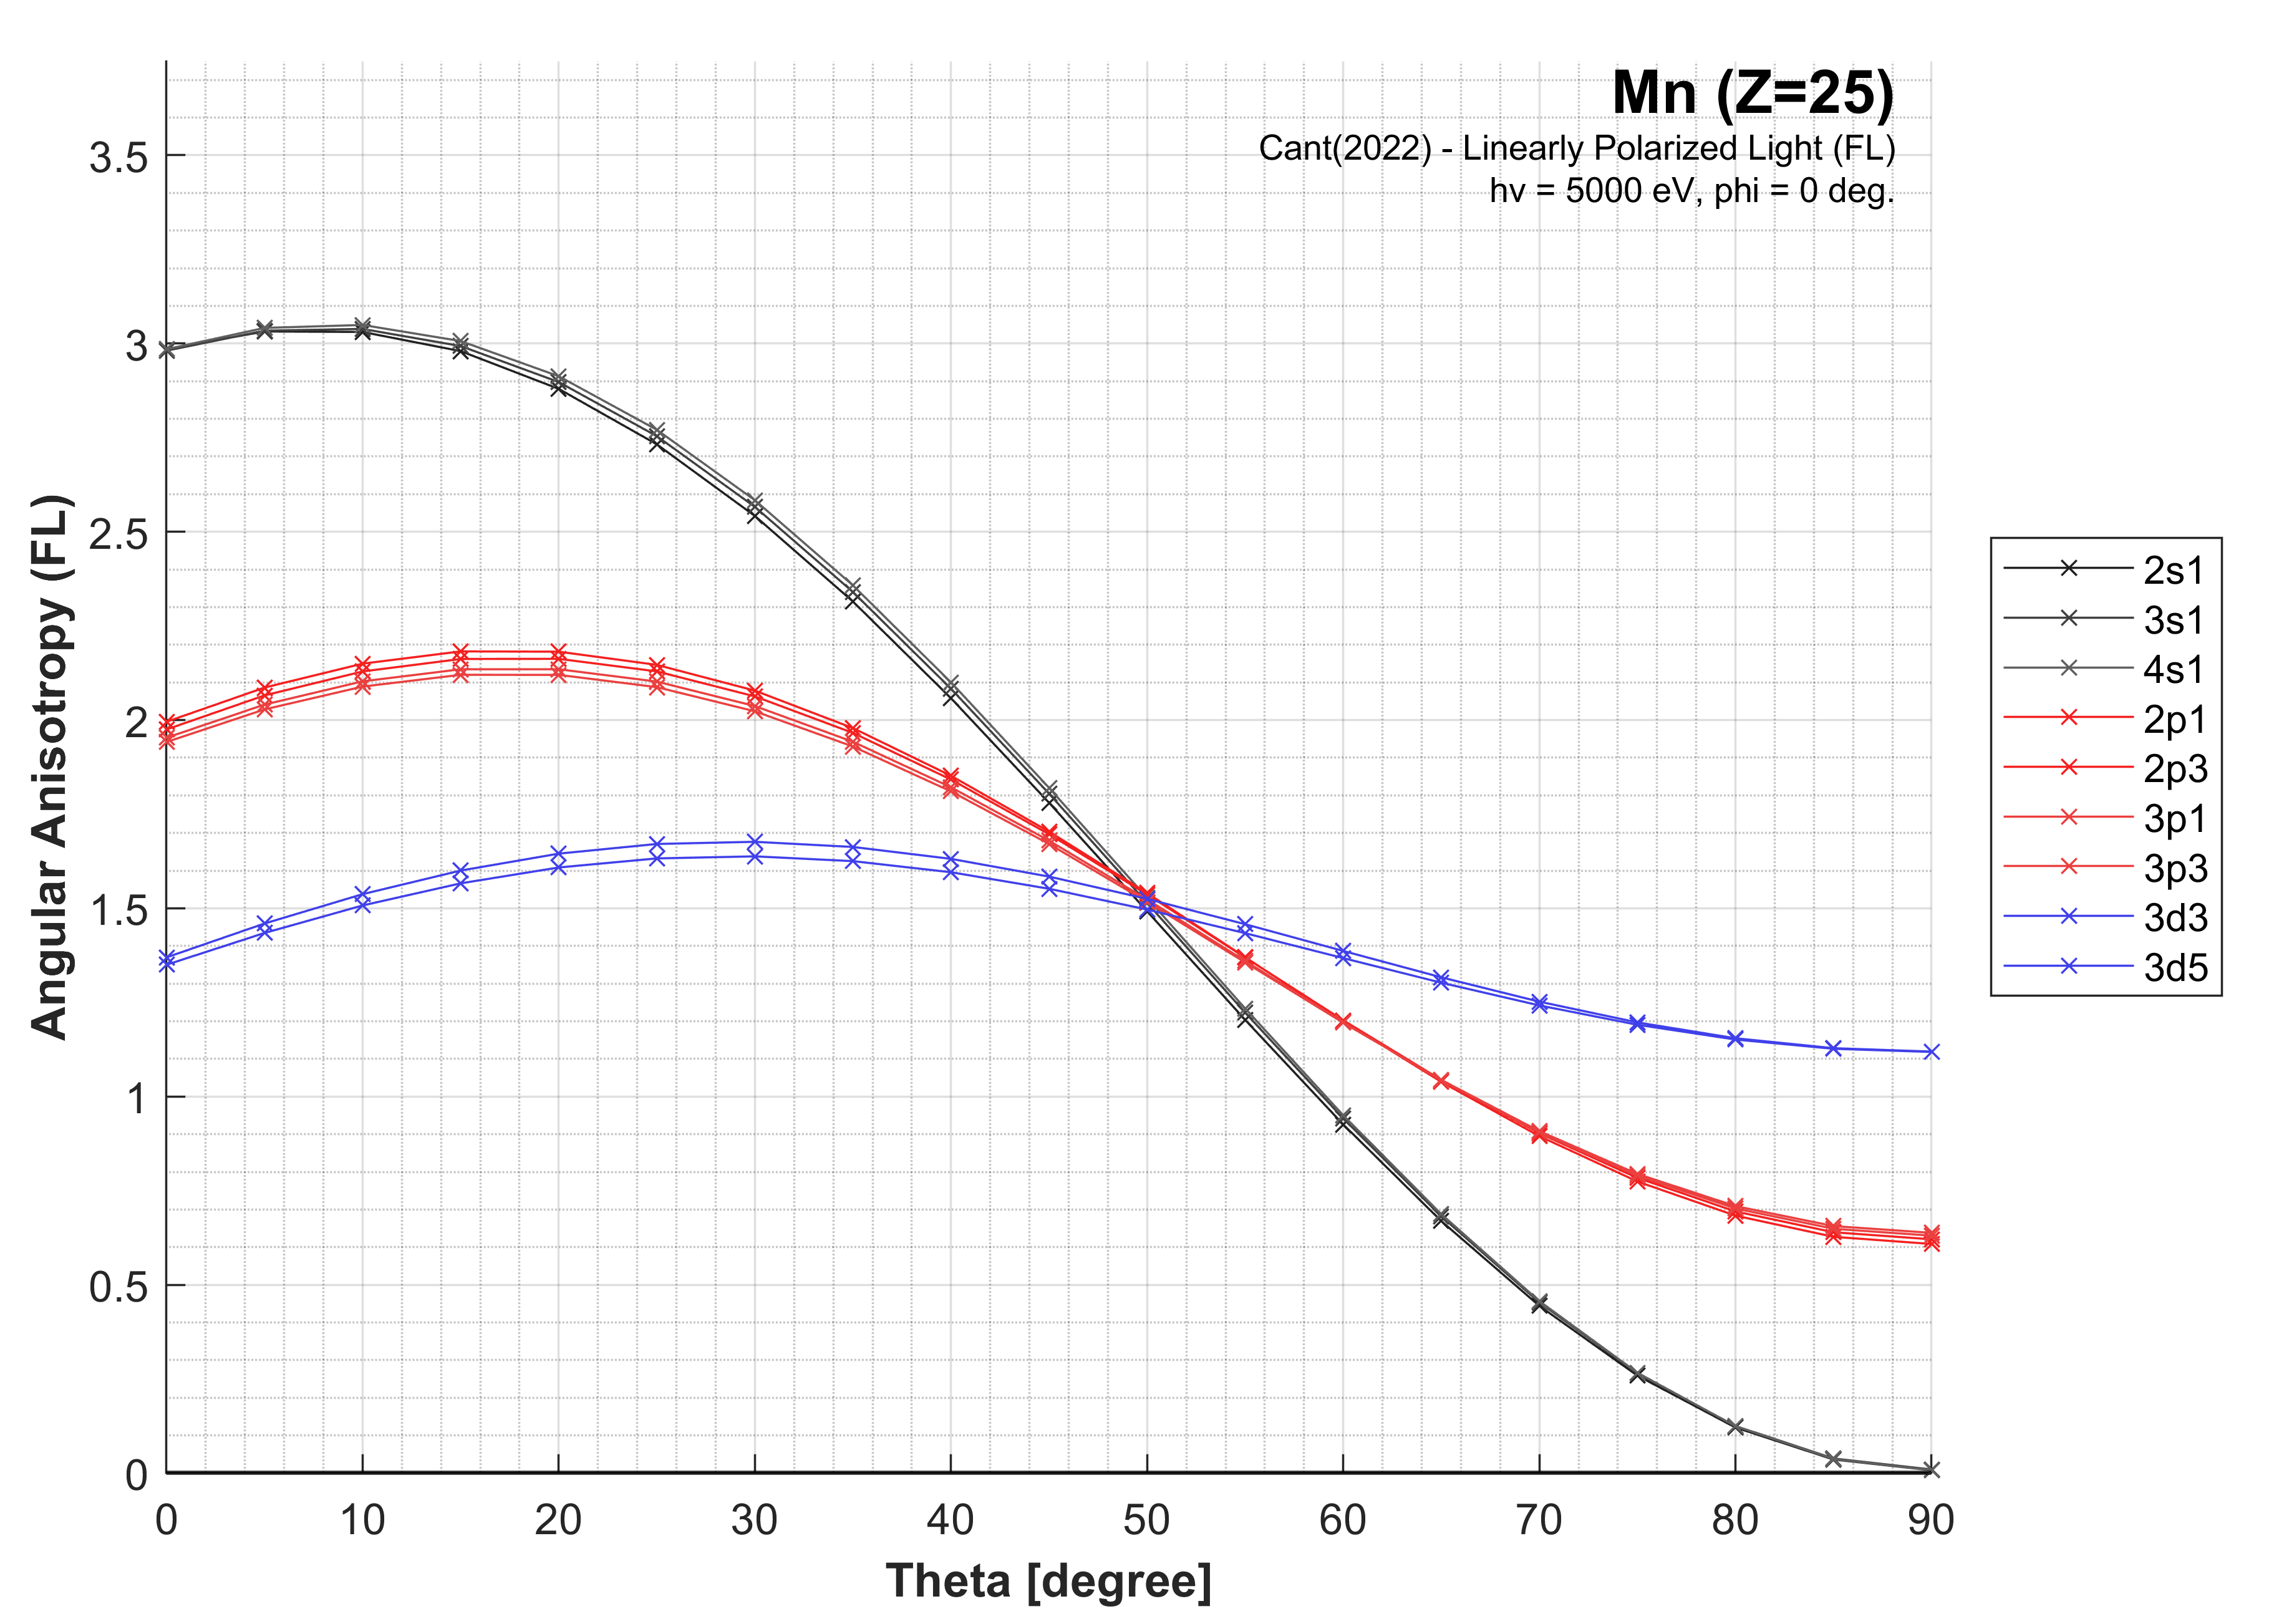 Mn (Z=25)
Cant(2022) - Linearly Polarized Light (FL)
hv = 5000 eV, phi = 0 deg.
Angular Anisotropy (FL)
3.5
3
2.5
2
1.5
1
0.5
0
0 10 20 30 40 50 60 70 80 90
Theta [degree]
2s1
3s1
4s1
2p1
2p3
3p1
3p3
3d3
3d5